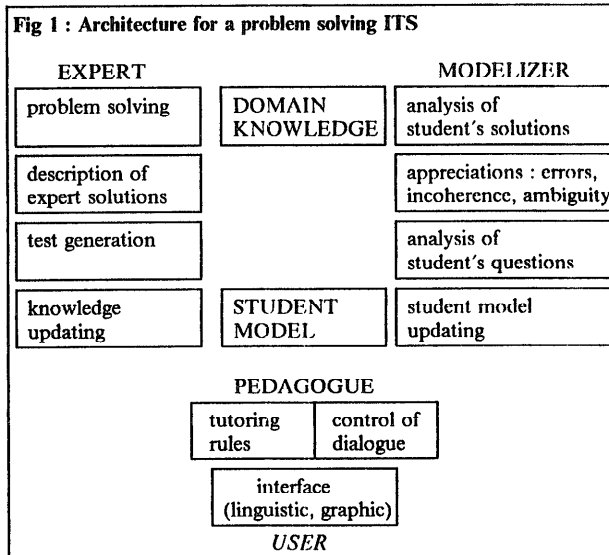 Fig 1 : Architecture for a problem solving ITS
EXPERT
MODELIZER
problem solving
DOMAIN
KNOWLEDGE
analysis of
student's solutions
description of
expert solutions
appreciations : errors,
incoherence, ambiguity
test generation
analysis of
student's questions
knowledge
updating
STUDENT
MODEL
student model
updating
PEDAGOGUE
tutoring
rules
control of
dialogue
interface
(linguistic, graphic)
USER